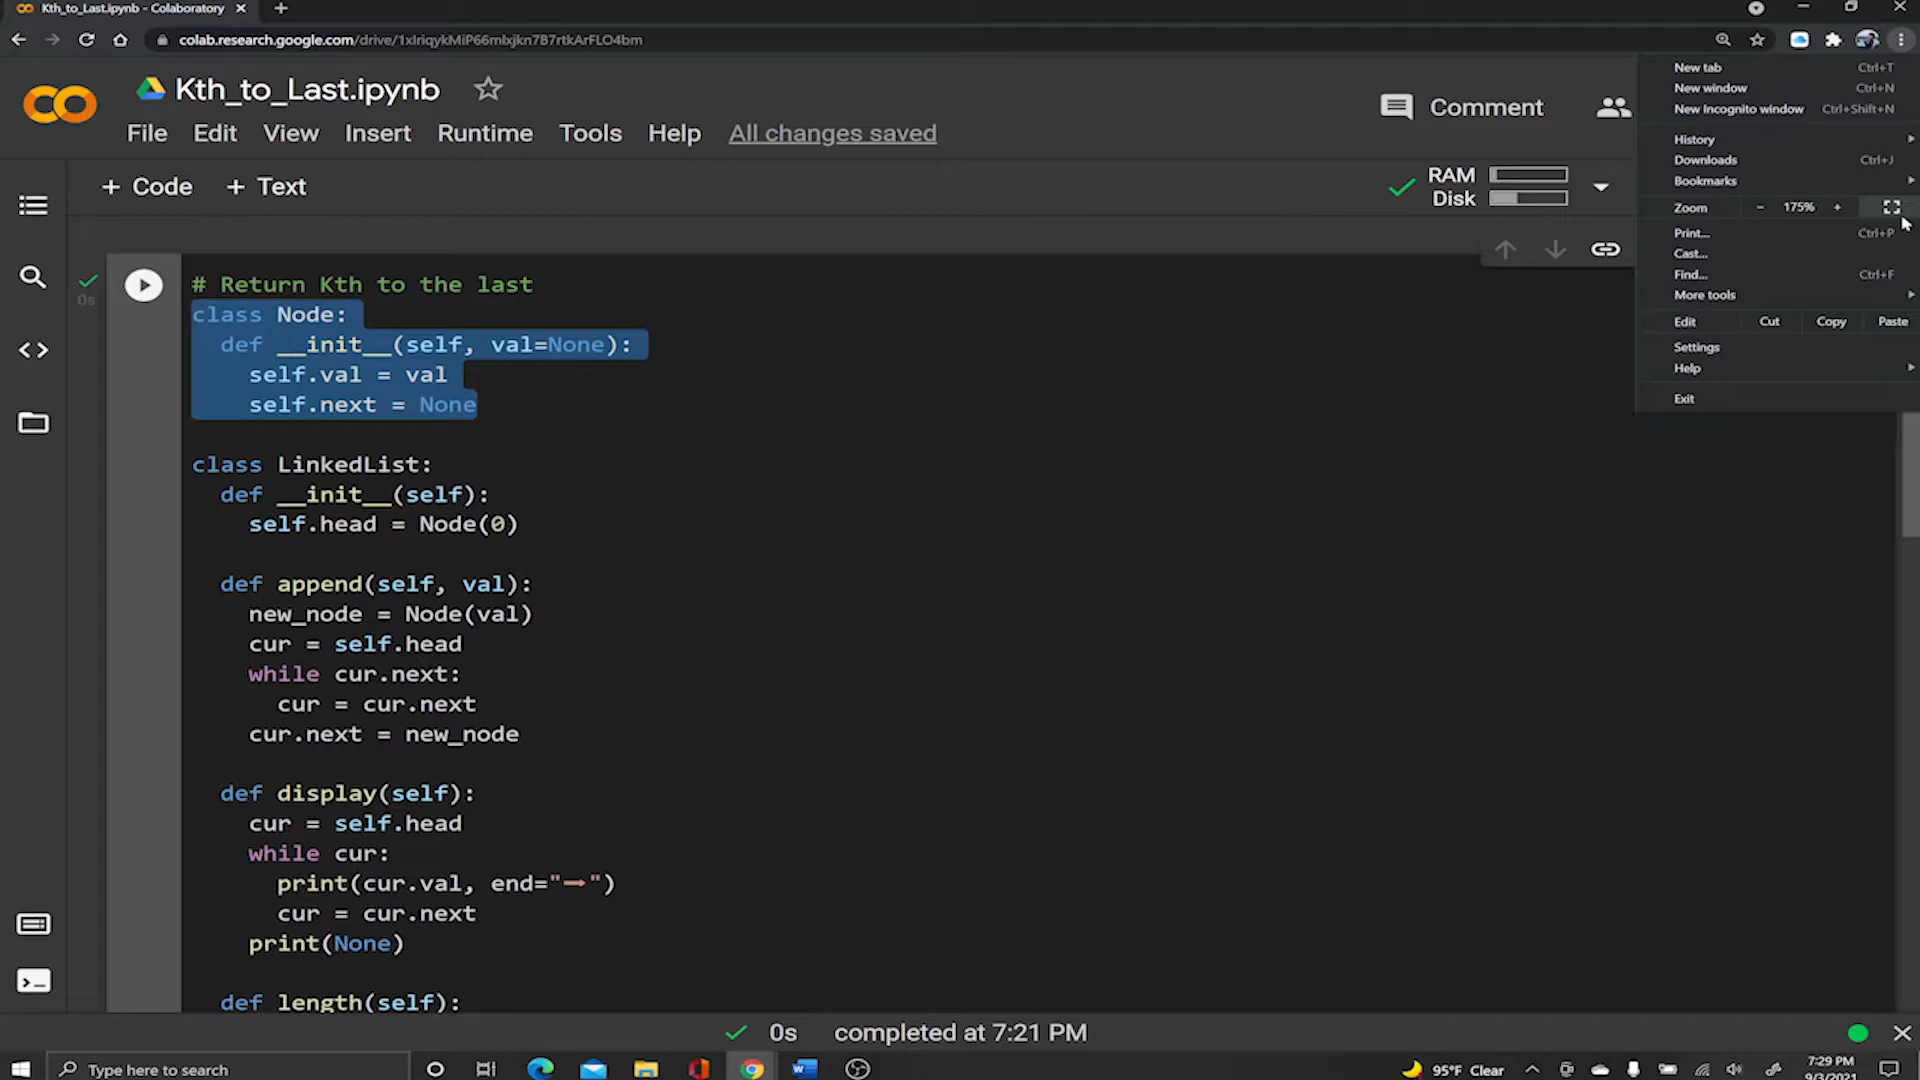 Kth_to_Last.ipynb - Colaboratory
colab.research.google.com/drive/1xIriqykMiP66mlxjkn7B7rtkArFLO4bm
Kth_to_Last.ipynb
File Edit View Insert Runtime Tools Help All changes saved
Comment
+ Code + Text
RAM
Disk
New tab Ctrl+T
New window Ctrl+N
New Incognito window Ctrl+Shift+N
History
Downloads Ctrl+J
Bookmarks
Zoom - 175% +
Print... Ctrl+P
Cast...
Find... Ctrl+F
More tools
Edit Cut Copy Paste
Settings
Help
Exit
0s
# Return Kth to the last
class Node:
def __init__(self, val=None):
self.val = val
self.next = None
class LinkedList:
def __init__(self):
self.head = Node(0)
def append(self, val):
new_node = Node(val)
cur = self.head
while cur.next:
cur = cur.next
cur.next = new_node
def display(self):
cur = self.head
while cur:
print(cur.val, end="→")
cur = cur.next
print(None)
def length(self):
0s completed at 7:21 PM
Type here to search
95°F Clear
7:29 PM
9/3/2021